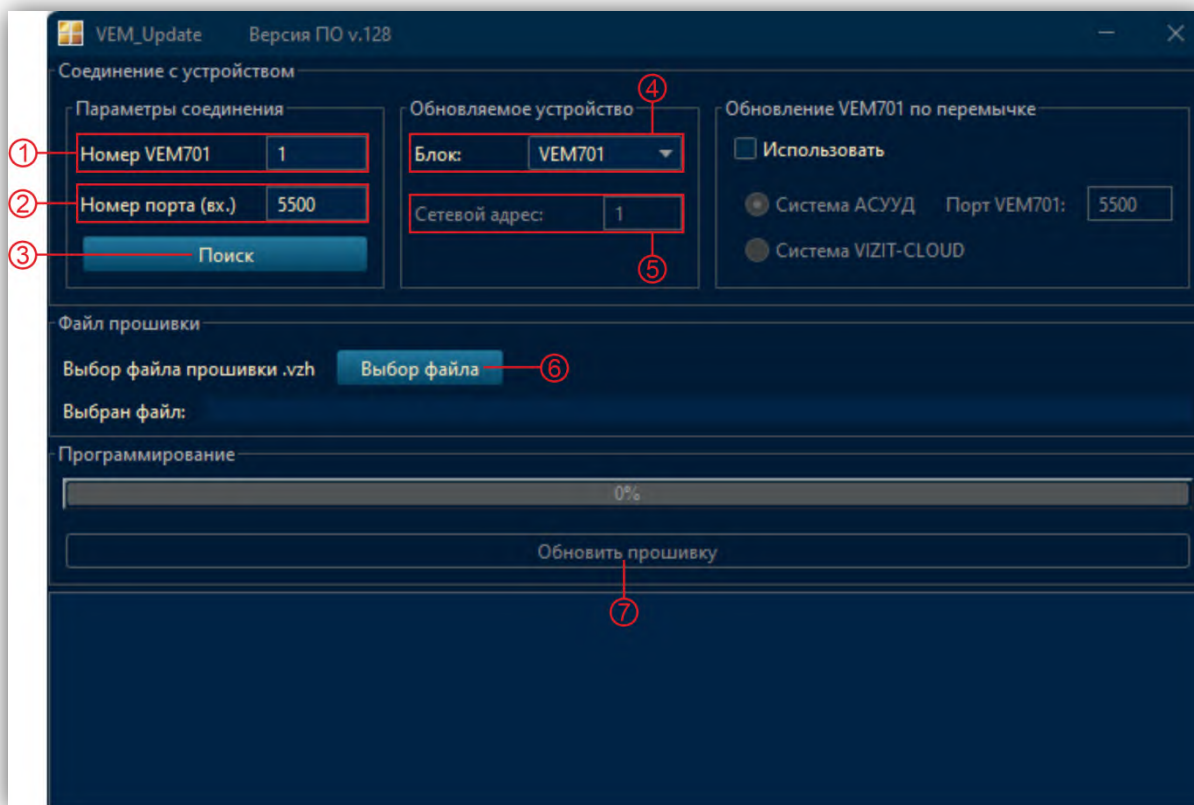 VEM_Update Версия ПО v.128
Соединение с устройством
Параметры соединения
① Номер VEM701 1
② Номер порта (вх.) 5500
③ Поиск
Обновляемое устройство
④
Блок: VEM701
Сетевой адрес: 1
⑤
Обновление VEM701 по перемычке
Использовать
Система АСУУД Порт VEM701: 5500
Система VIZIT-CLOUD
Файл прошивки
Выбор файла прошивки .vzh Выбор файла ⑥
Выбран файл:
Программирование
0%
Обновить прошивку
⑦